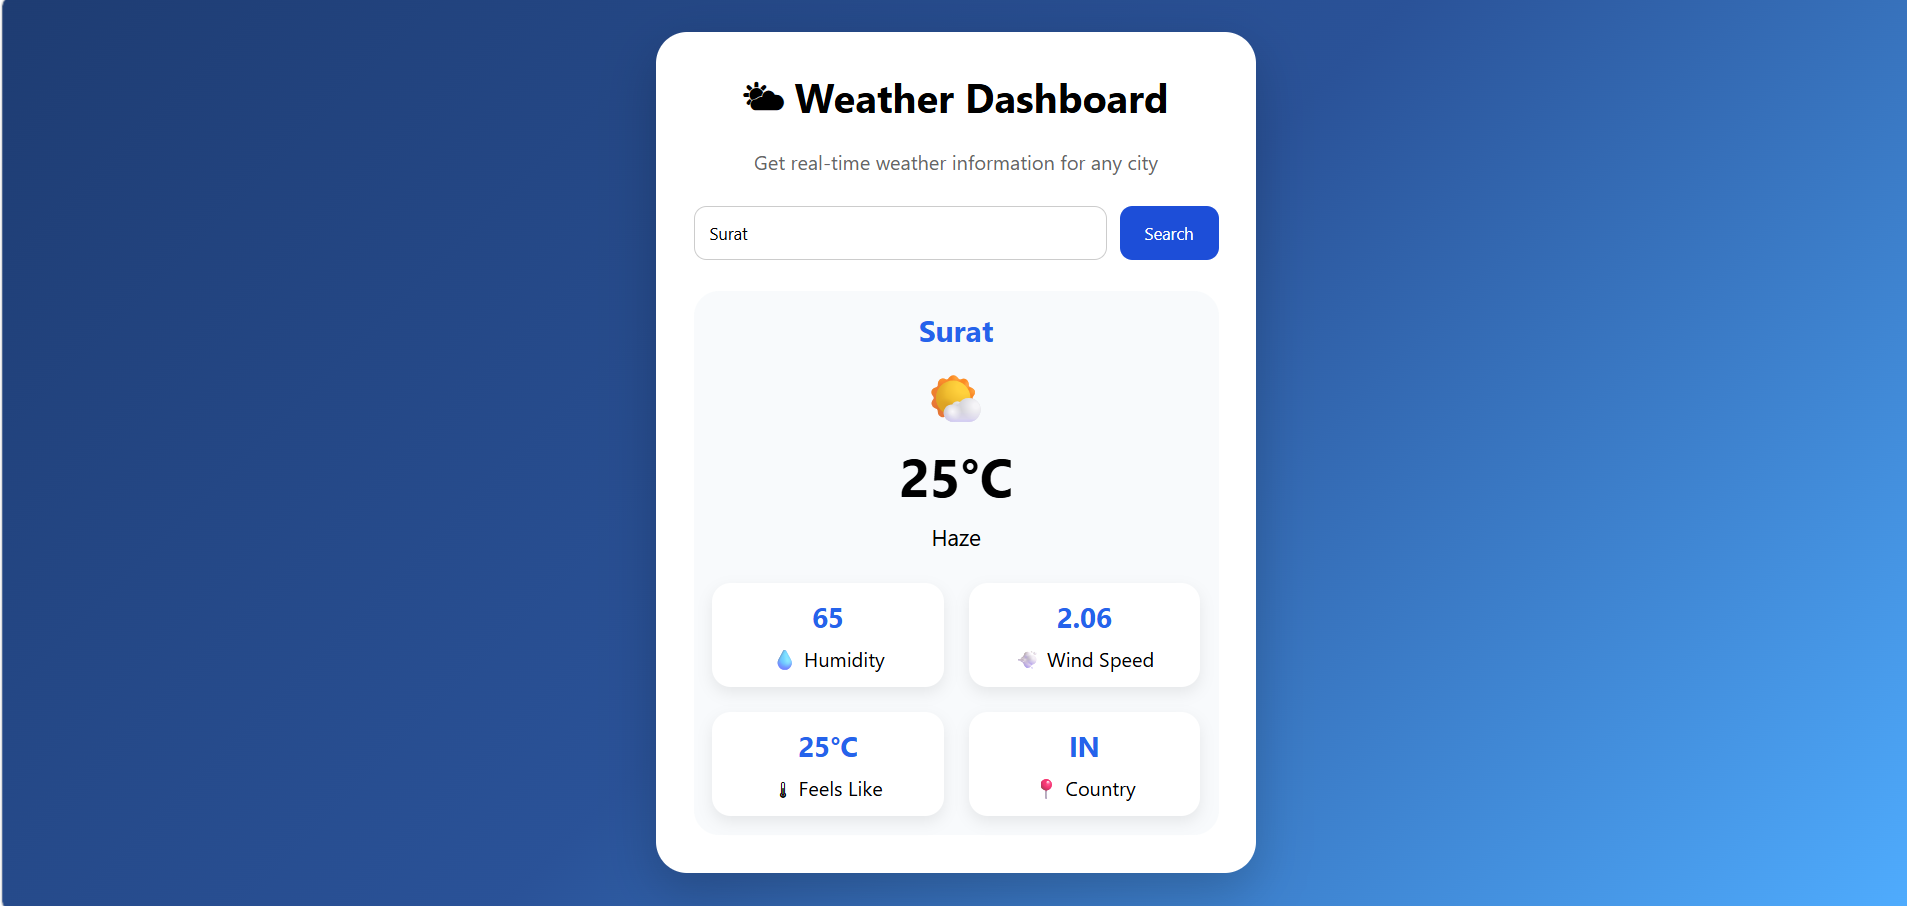 Weather Dashboard
Get real-time weather information for any city
Surat
Search
Surat
25°C
Haze
65
Humidity
2.06
Wind Speed
25°C
Feels Like
IN
Country